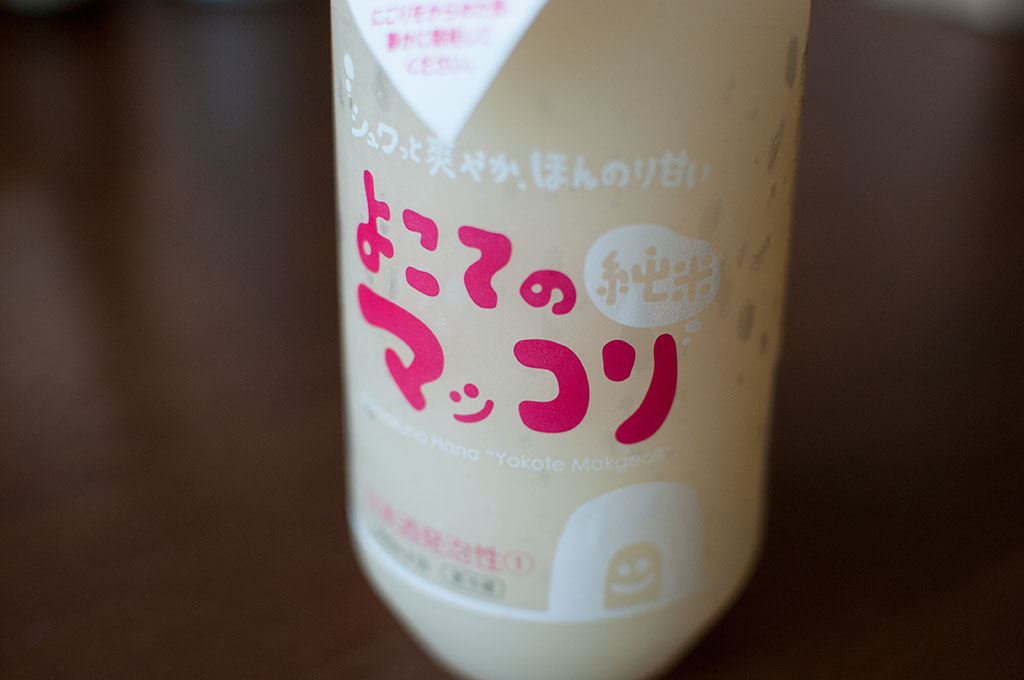 にごりをからめた後
静かに開栓して
ください。
シュワっと爽やか、ほんのり甘い
よこての
純米
マッコリ
Hana "Yokote Makgeolli"
酒発泡性①